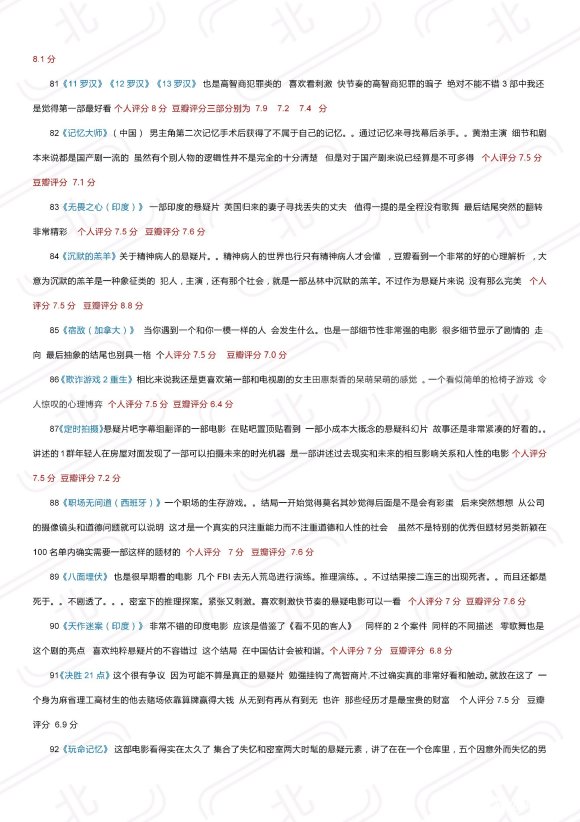 8.1 分
81《11 罗汉》《12 罗汉》《13 罗汉》 也是高智商犯罪类的 喜欢看刺激 快节奏的高智商犯罪的骗子 绝对不能不错 3 部中我还
是觉得第一部最好看 个人评分 8 分 豆瓣评分三部分别为 7.9 7.2 7.4 分
82《记忆大师》（中国） 男主角第二次记忆手术后获得了不属于自己的记忆。。通过记忆来寻找幕后杀手。。黄渤主演 细节和剧
本来说都是国产剧一流的 虽然有个别人物的逻辑性并不是完全的十分清楚 但是对于国产剧来说已经算是不可多得 个人评分 7.5 分
豆瓣评分 7.1 分
83《无畏之心（印度）》 一部印度的悬疑片 英国归来的妻子寻找丢失的丈夫 值得一提的是全程没有歌舞 最后结尾突然的翻转
非常精彩 个人评分 7.5 分 豆瓣评分 7.6 分
84《沉默的羔羊》关于精神病人的悬疑片。。精神病人的世界也行只有精神病人才会懂 ，豆瓣看到一个非常的好的心理解析 ，大
意为沉默的羔羊是一种象征类的 犯人，主演，还有那个社会，就是一部丛林中沉默的羔羊。不过作为悬疑片来说 没有那么完美 个人
评分 7.5 分 豆瓣评分 8.8 分
85《宿敌（加拿大）》 当你遇到一个和你一模一样的人 会发生什么。也是一部细节性非常强的电影 很多细节显示了剧情的 走
向 最后抽象的结尾也别具一格 个人评分 7.5 分 豆瓣评分 7.0 分
86《欺诈游戏 2 重生》相比来说我还是更喜欢第一部和电视剧的女主田惠梨香的呆萌呆萌的感觉 。一个看似简单的抢椅子游戏 令
人惊叹的心理博弈 个人评分 7.5 分 豆瓣评分 6.4 分
87《定时拍摄》悬疑片吧字幕组翻译的一部电影 在贴吧置顶贴看到 一部小成本大概念的悬疑科幻片 故事还是非常紧凑的好看的。。
讲述的 1 群年轻人在房屋对面发现了一部可以拍摄未来的时光机器 是一部讲述过去现实和未来的相互影响关系和人性的电影 个人评分
7.5 分 豆瓣评分 7.2 分
88《职场无间道（西班牙）》一个职场的生存游戏。。结局一开始觉得莫名其妙觉得后面是不是会有彩蛋 后来突然想想 从公司
的摄像镜头和道德问题就可以说明 这才是一个真实的只注重能力而不注重道德和人性的社会 虽然不是特别的优秀但题材另类新颖在
100 名单内确实需要一部这样的题材的 个人评分 7 分 豆瓣评分 7.6 分
89《八面埋伏》 也是很早期看的电影 几个 FBI 去无人荒岛进行演练。推理演练。。不过结果接二连三的出现死者。。而且还都是
死于。。不剧透了。。。密室下的推理探案。紧张又刺激。喜欢刺激快节奏的悬疑电影可以一看 个人评分 7 分 豆瓣评分 7.6 分
90《天作迷案（印度）》 非常不错的印度电影 应该是借鉴了《看不见的客人》 同样的 2 个案件 同样的不同描述 零歌舞也是
这个剧的亮点 喜欢纯粹悬疑片的不容错过 这个结局 在中国估计会被和谐。个人评分 7 分 豆瓣评分 6.8 分
91《决胜 21 点》这个很有争议 因为可能不算是真正的悬疑片 勉强挂钩了高智商片,不过确实真的非常好看和触动。就放在这了 一
个身为麻省理工高材生的他去赌场依靠算牌赢得大钱 从无到有再从有到无 也许 那些经历才是最宝贵的财富 个人评分 7.5 分 豆瓣
评分 6.9 分
92《玩命记忆》 这部电影看得实在太久了 集合了失忆和密室两大时髦的悬疑元素，讲了在在一个仓库里，五个因意外而失忆的男